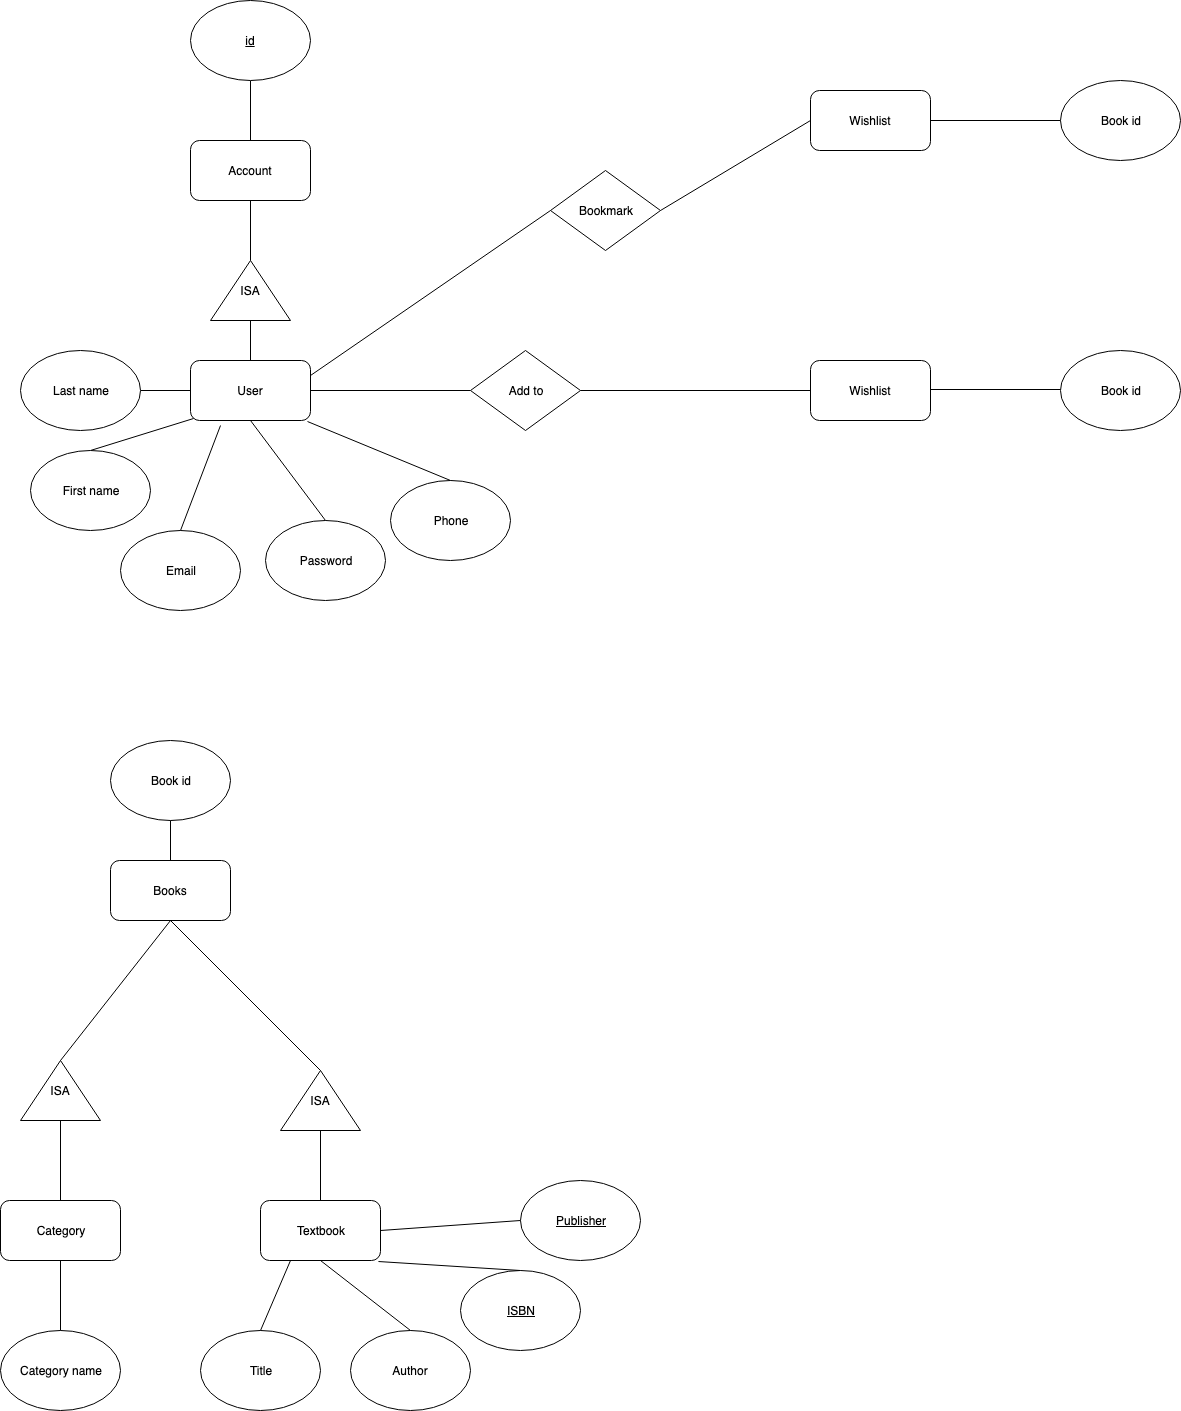 id
Account
ISA
Wishlist
Book id
Bookmark
Last name
User
Add to
Wishlist
Book id
First name
Email
Password
Phone
Book id
Books
ISA
ISA
Category
Textbook
Publisher
ISBN
Category name
Title
Author